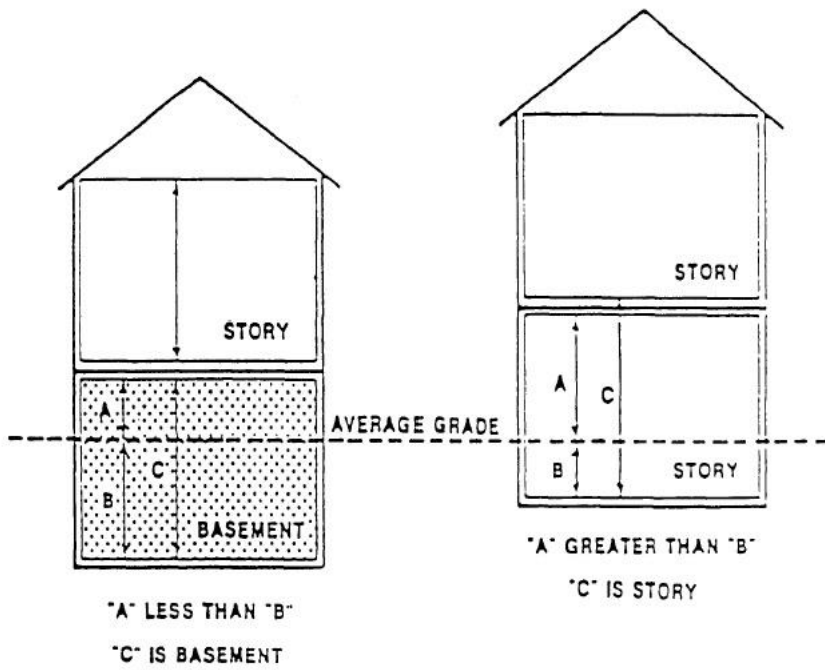 STORY
A
B
C
BASEMENT
"A" LESS THAN "B"
"C" IS BASEMENT
AVERAGE GRADE
STORY
A
C
B
STORY
"A" GREATER THAN "B"
"C" IS STORY